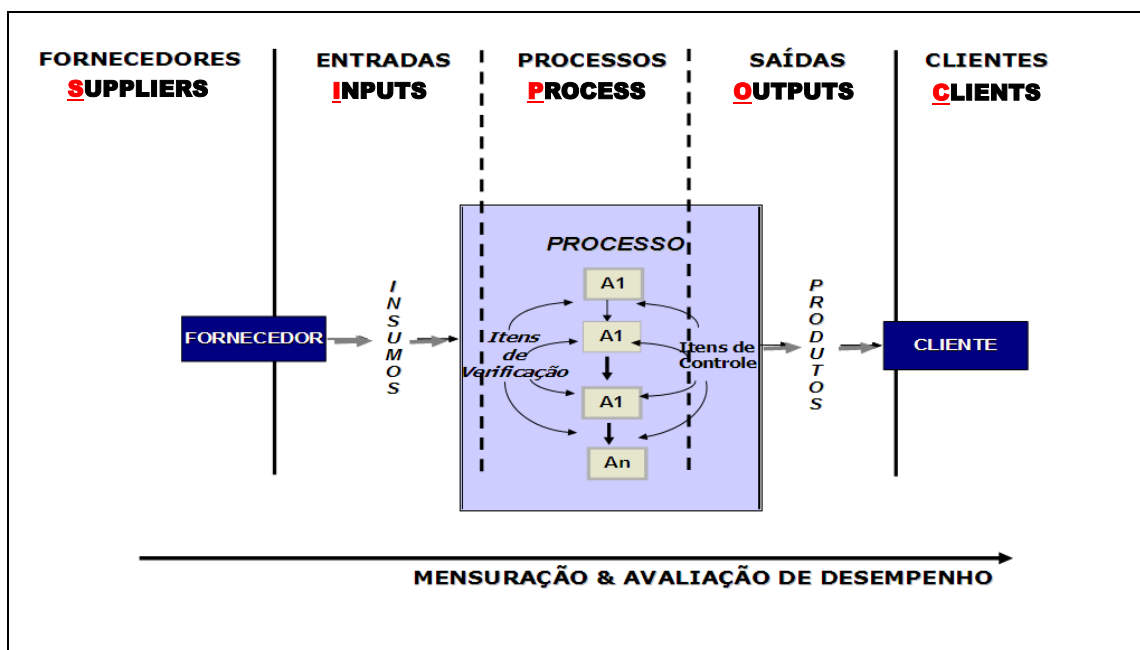 FORNECEDORES
SUPPLIERS
ENTRADAS
INPUTS
PROCESSOS
PROCESS
SAÍDAS
OUTPUTS
CLIENTES
CLIENTS
FORNECEDOR
INSUMOS
PROCESSO
A1
A1
A1
An
Itens
de
Verificação
Itens de
Controle
PRODUTOS
CLIENTE
MENSURAÇÃO & AVALIAÇÃO DE DESEMPENHO